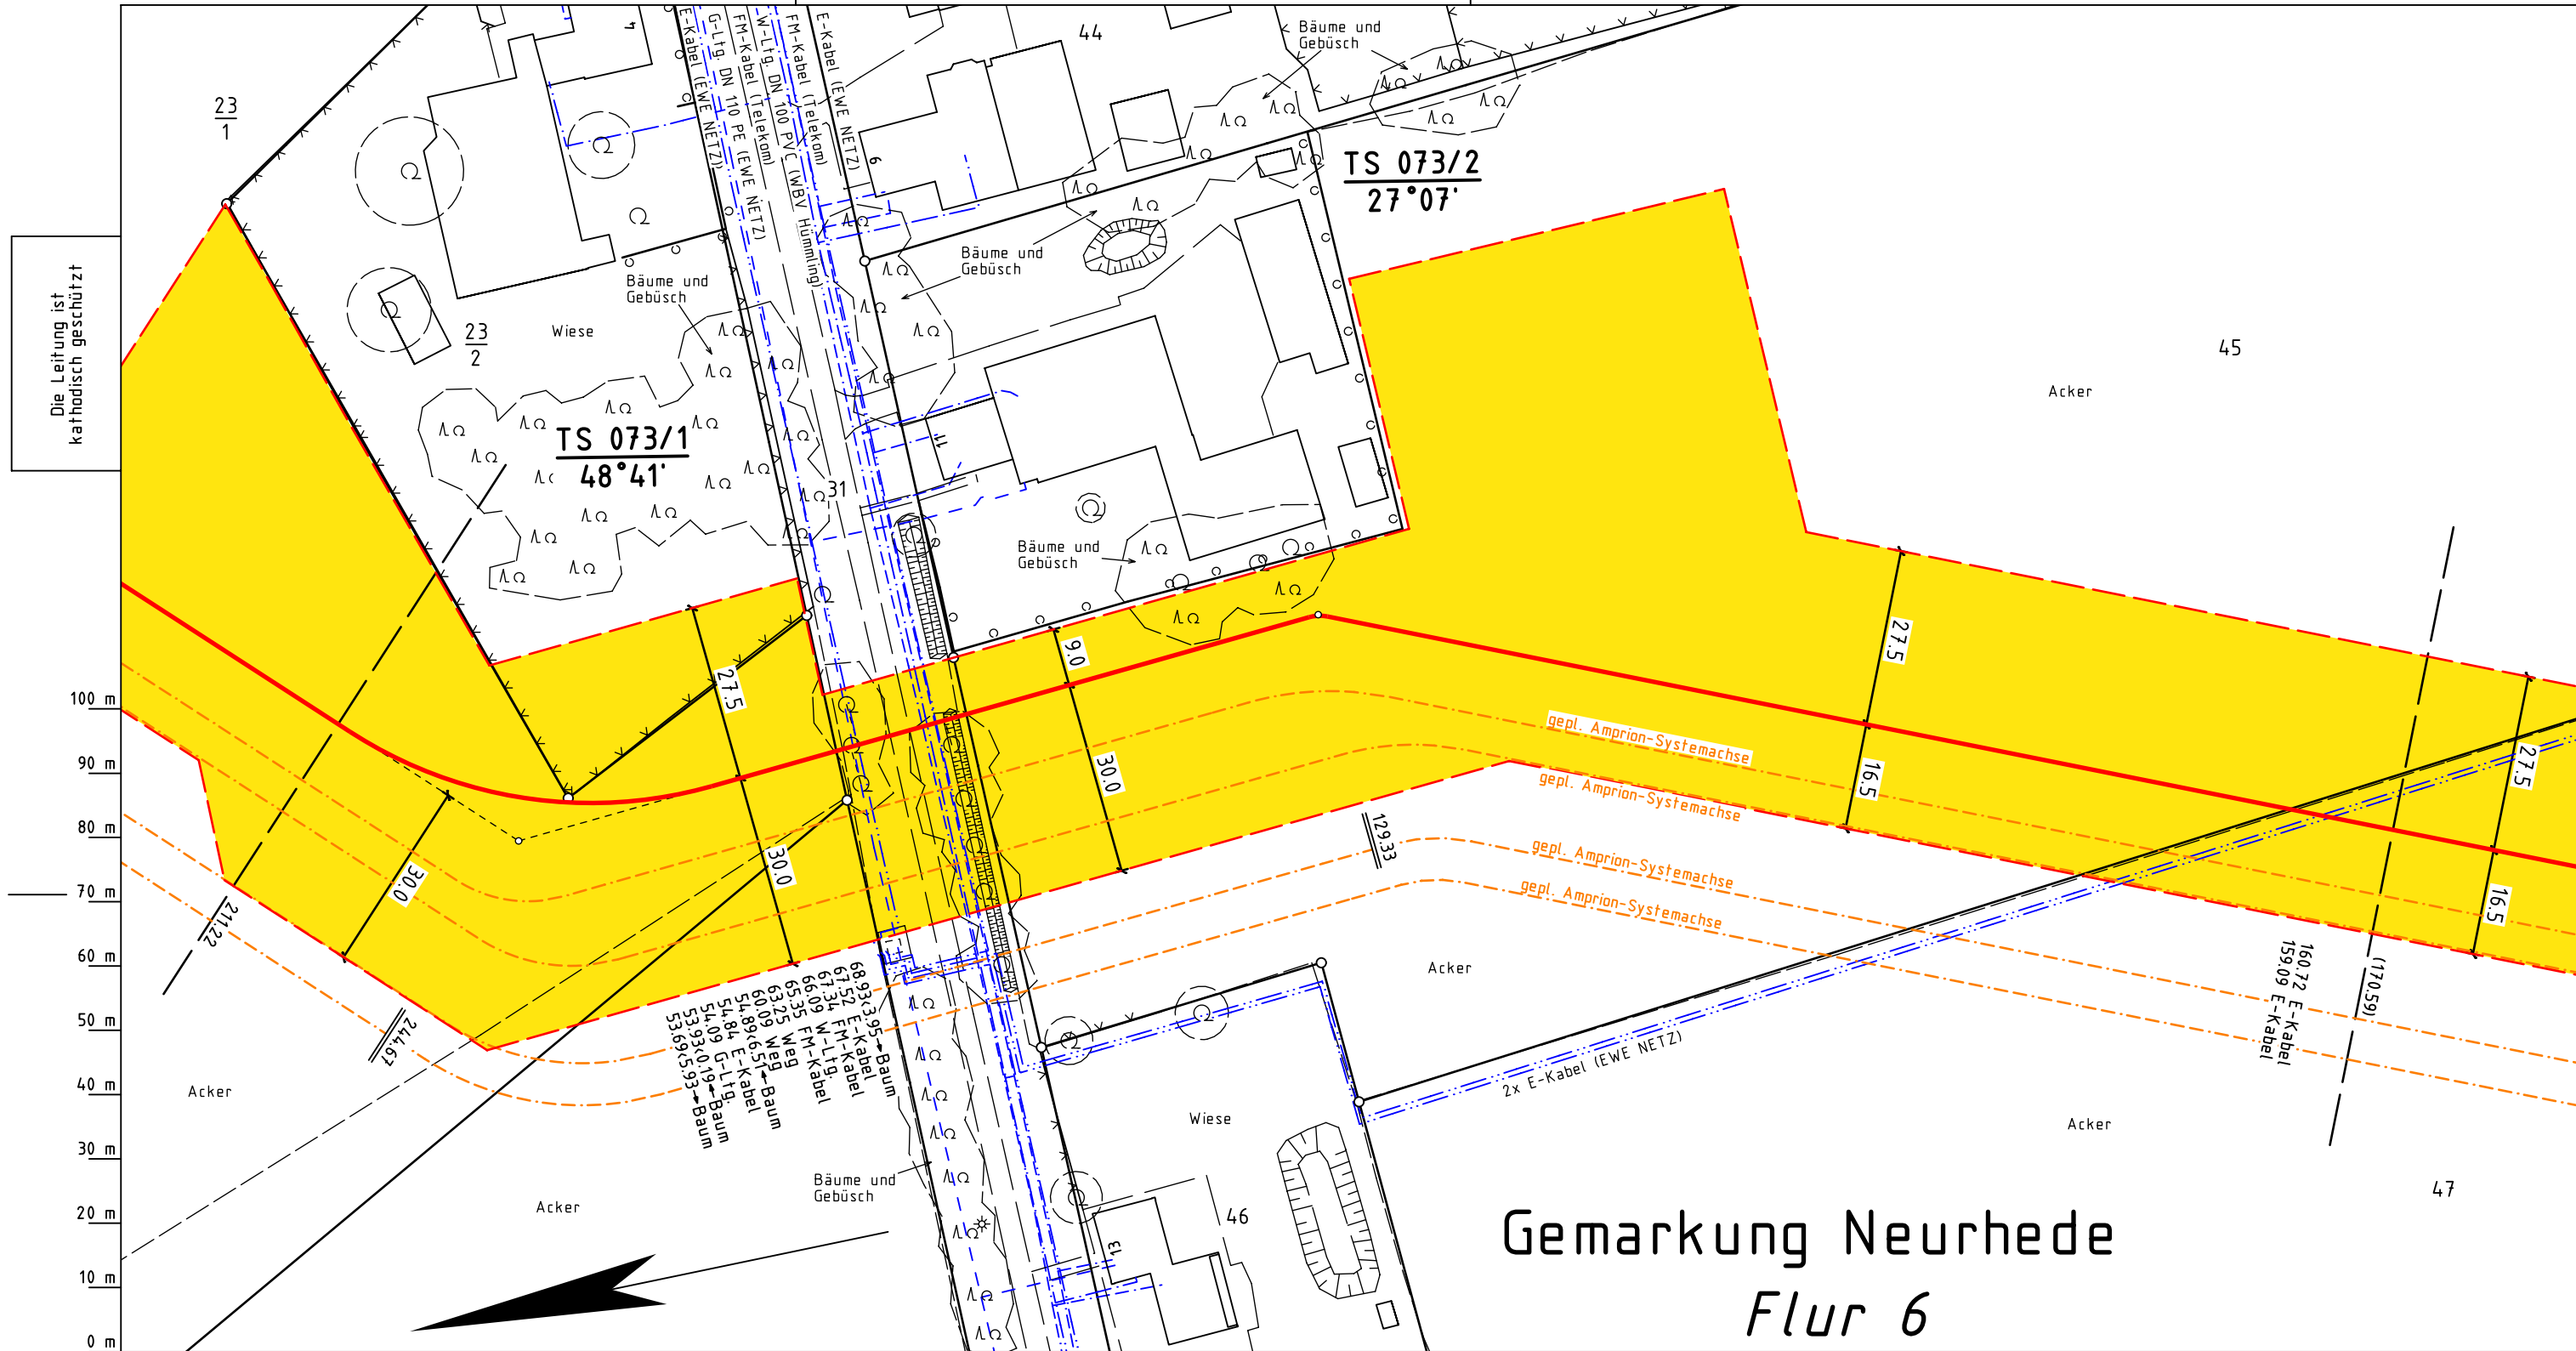 E-Kabel (EWE NETZ)
G-Ltg. DN 110 PE (EWE NETZ)
FM-Kabel (Telekom)
W-Ltg. DN 100 PVC (WBV Hümmling)
FM-Kabel (Telekom)
E-Kabel (EWE NETZ)
4
44
Bäume und
Gebüsch
23
1
9
TS 073/2
27°07'
Die Leitung ist
kathodisch geschützt
Bäume und
Gebüsch
Bäume und
Gebüsch
23
2
Wiese
45
Acker
TS 073/1
48°41'
11
31
Bäume und
Gebüsch
27.5
9.0
27.5
100 m
90 m
80 m
70 m
60 m
50 m
40 m
30 m
20 m
10 m
0 m
gepl. Amprion-Systemachse
gepl. Amprion-Systemachse
gepl. Amprion-Systemachse
gepl. Amprion-Systemachse
30.0
30.0
30.0
16.5
27.5
16.5
129.33
211.22
244.67
68.93<3.95 Baum
67.52 E-Kabel
67.34 FM-Kabel
66.09 W-Ltg.
65.35 FM-Kabel
63.25 Weg
60.09 Weg
54.89<6.51 Baum
54.84 E-Kabel
54.09 G-Ltg.
53.93<0.19 Baum
53.69<5.93 Baum
Acker
160.72 E-Kabel
159.09 E-Kabel
(170.59)
2x E-Kabel (EWE NETZ)
Acker
Wiese
Acker
Bäume und
Gebüsch
Acker
46
13
47
Gemarkung Neurhede
Flur 6